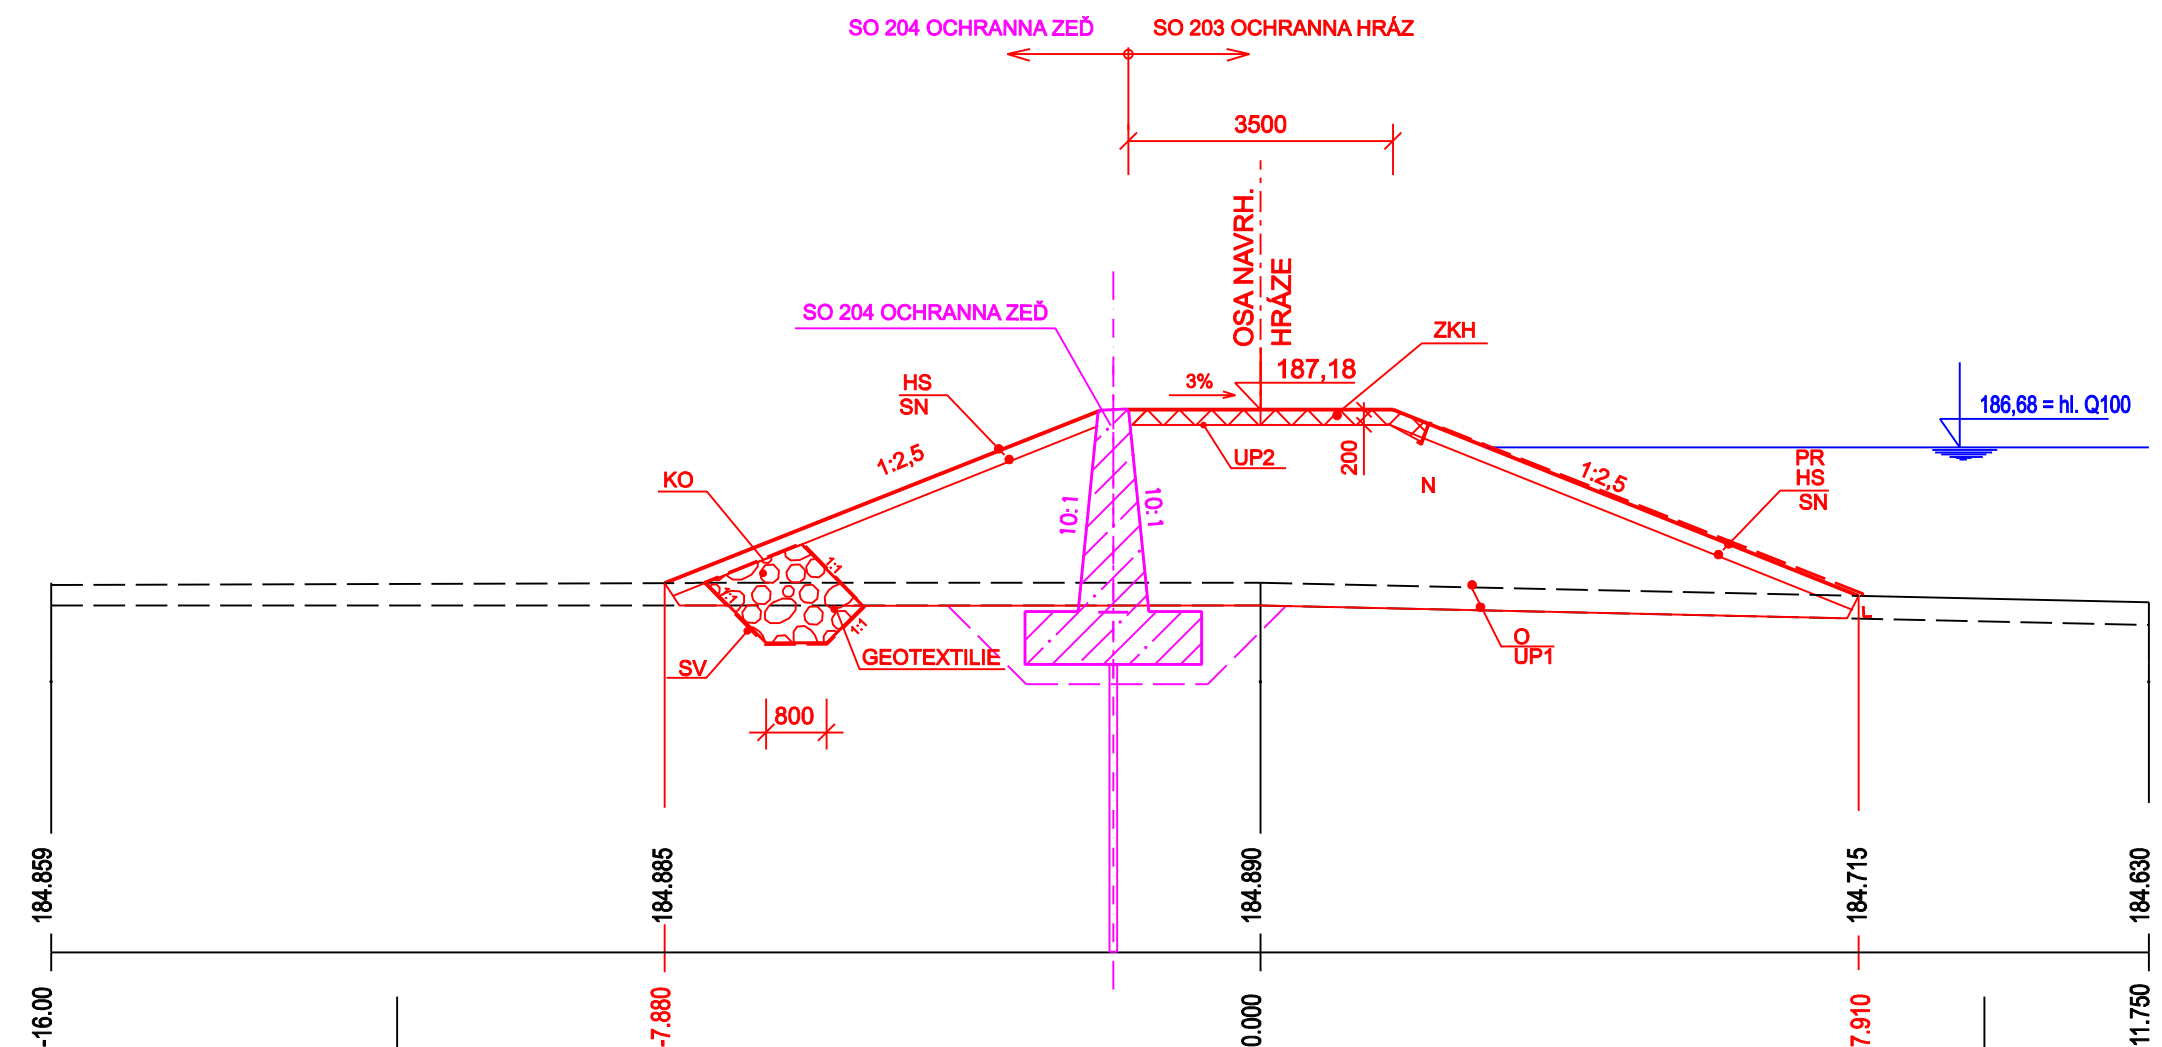 SO 204 OCHRANNA ZEĎ
SO 203 OCHRANNA HRÁZ
3500
OSA NAVRH.
HRÁZE
SO 204 OCHRANNA ZEĎ
ZKH
187,18
3%
HS
SN
186,68 = hl. Q100
1:2,5
UP2
200
N
1:2,5
PR
HS
SN
KO
10:1
10:1
1:1
1:1
1:1
SV
GEOTEXTILIE
O
UP1
800
184.859
184.885
184.890
184.715
184.630
-16.00
-7.880
0.000
7.910
11.750